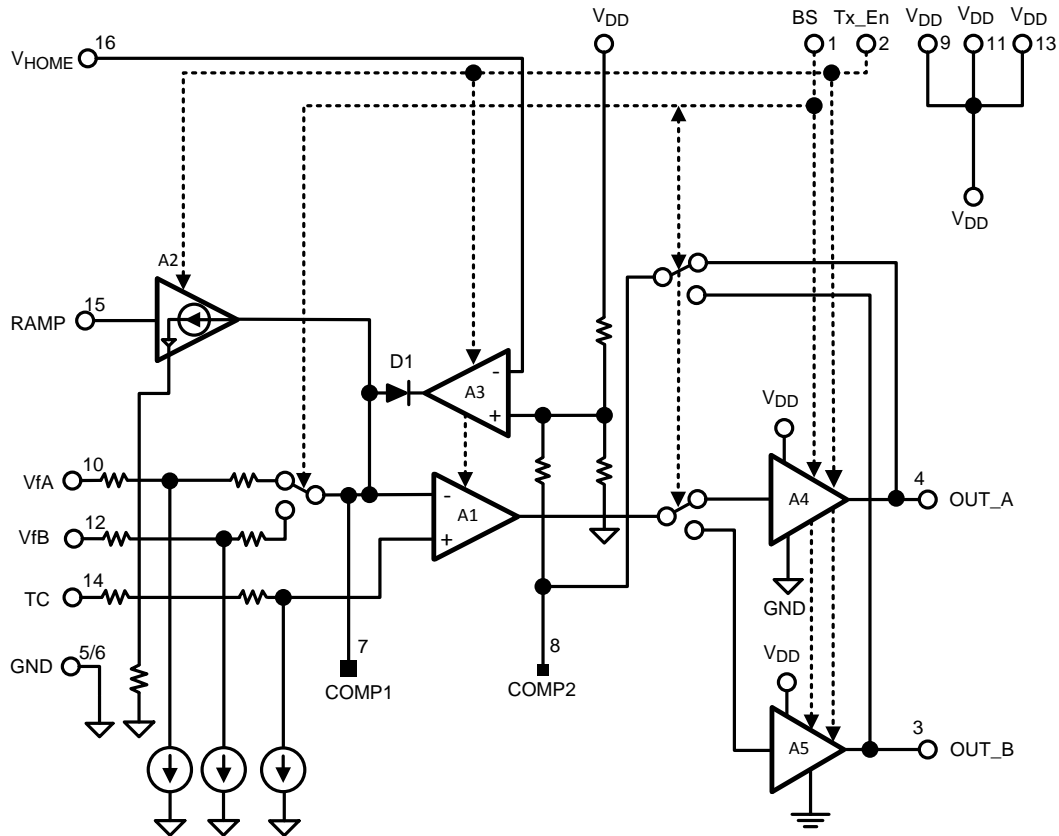 VDD
BS
Tx_En
VDD
VDD
VDD
16
VHOME
1
2
9
11
13
VDD
A2
15
RAMP
D1
-
A3
+
VDD
10
VfA
-
A1
+
A4
4
OUT_A
12
VfB
14
TC
GND
5/6
GND
7
8
VDD
COMP1
COMP2
A5
3
OUT_B